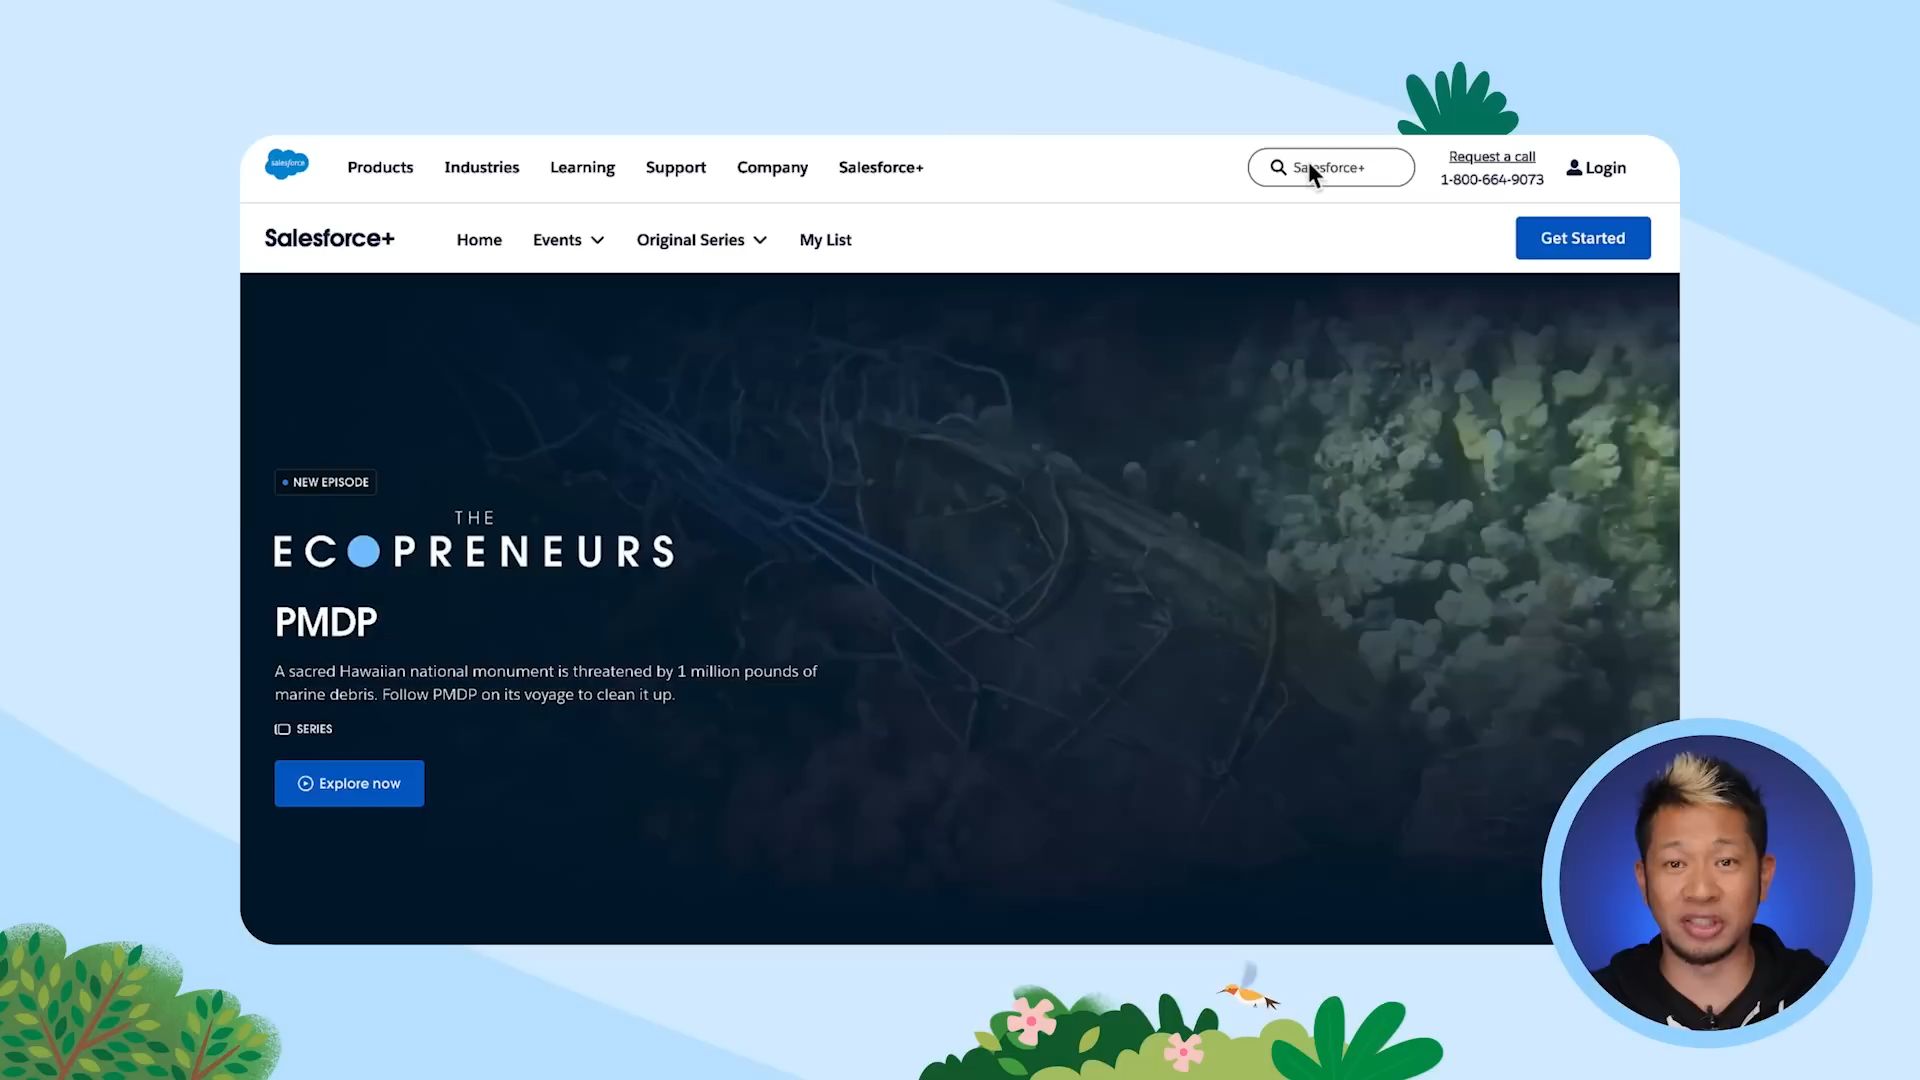 salesforce
Products
Industries
Learning
Support
Company
Salesforce+
Salesforce+
Request a call
1-800-664-9073
Login
Salesforce+
Home
Events
Original Series
My List
Get Started
NEW EPISODE
THE
ECOPRENEURS
PMDP
A sacred Hawaiian national monument is threatened by 1 million pounds of
marine debris. Follow PMDP on its voyage to clean it up.
SERIES
Explore now